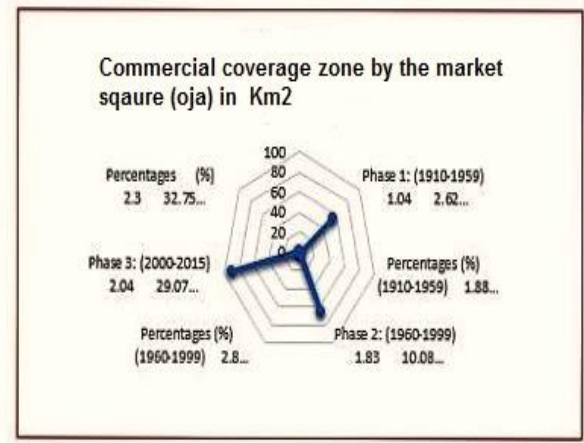 Commercial coverage zone by the market
sqaure (oja) in Km2
100
80
60
40
20
0
Phase 1: (1910-1959)
1.04 2.62...
Percentages (%)
(1910-1959) 1.88...
Phase 2: (1960-1999)
1.83 10.08...
Percentages (%)
(1960-1999) 2.8...
Phase 3: (2000-2015)
2.04 29.07...
Percentages (%)
2.3 32.75...